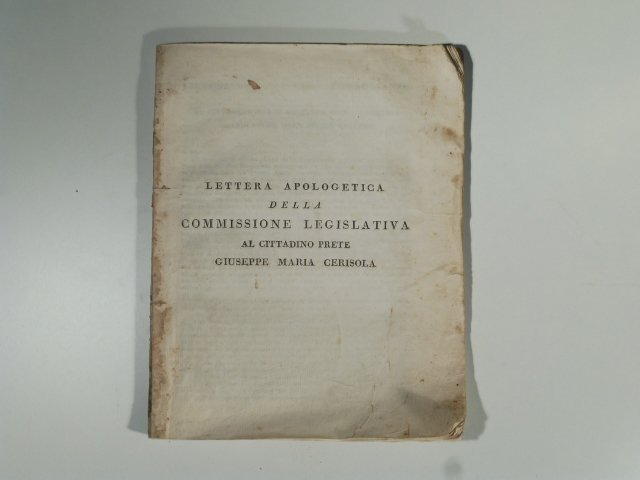 LETTERA APOLOGETICA
DELLA
COMMISSIONE LEGISLATIVA
AL CITTADINO PRETE
GIUSEPPE MARIA CERISOLA